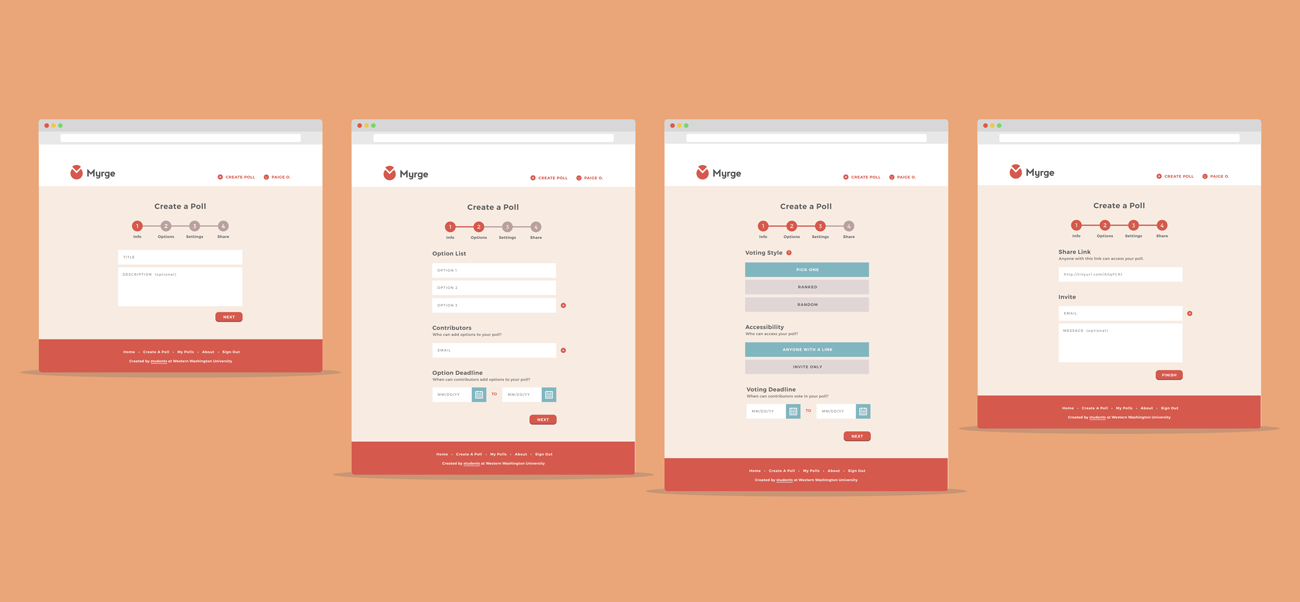 Myrge
CREATE POLL PAIGE O.
Create a Poll
1 2 3 4
Info Options Settings Share
TITLE
DESCRIPTION (optional)
NEXT
Home • Create A Poll • My Polls • About • Sign Out
Created by students at Western Washington University
Myrge
CREATE POLL PAIGE O.
Create a Poll
1 2 3 4
Info Options Settings Share
Option List
OPTION 1
OPTION 2
OPTION 3
Contributors
Who can add options to your poll?
EMAIL
Option Deadline
When can contributors add options to your poll?
MM/DD/YY TO MM/DD/YY
NEXT
Home • Create A Poll • My Polls • About • Sign Out
Created by students at Western Washington University
Myrge
CREATE POLL PAIGE O.
Create a Poll
1 2 3 4
Info Options Settings Share
Voting Style
PICK ONE
RANKED
RANDOM
Accessibility
Who can access your poll?
ANYONE WITH A LINK
INVITE ONLY
Voting Deadline
When can contributors vote in your poll?
MM/DD/YY TO MM/DD/YY
NEXT
Home • Create A Poll • My Polls • About • Sign Out
Created by students at Western Washington University
Myrge
CREATE POLL PAIGE O.
Create a Poll
1 2 3 4
Info Options Settings Share
Share Link
Anyone with this link can access your poll.
Invite
EMAIL
MESSAGE (optional)
FINISH
Home • Create A Poll • My Polls • About • Sign Out
Created by students at Western Washington University